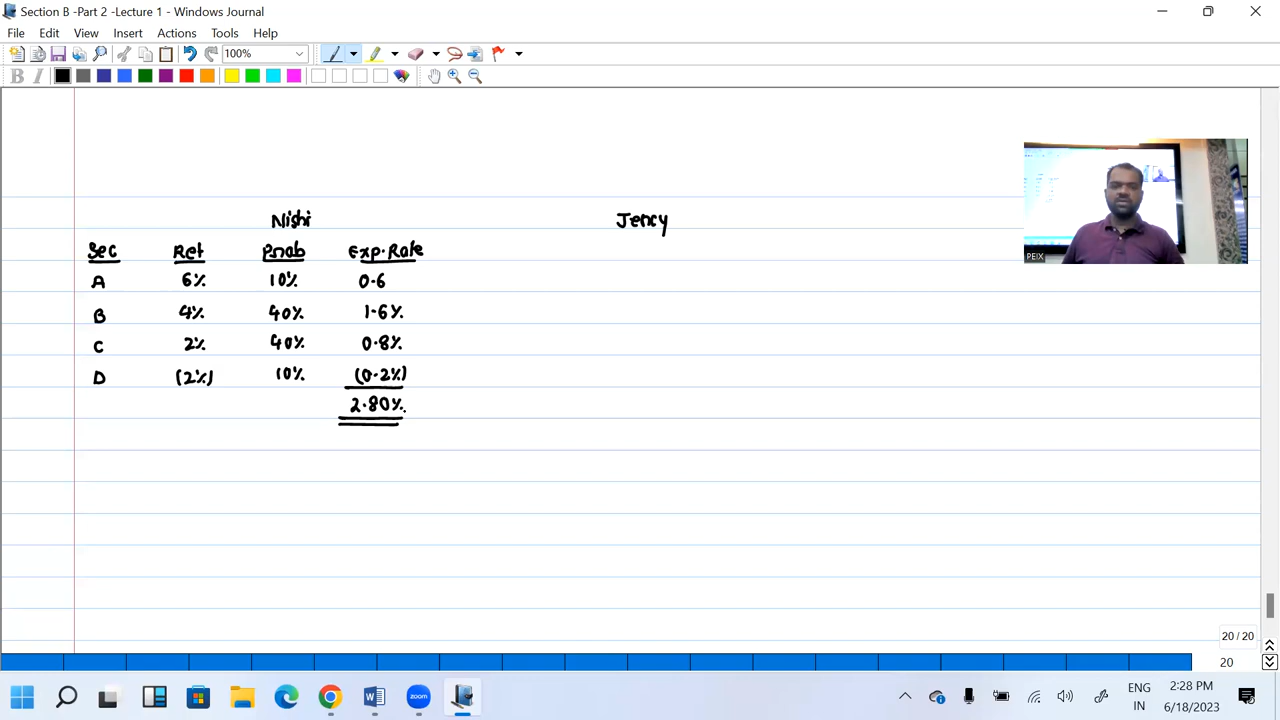 Section B -Part 2 -Lecture 1 - Windows Journal
File Edit View Insert Actions Tools Help
100%
B I
PEIX
Nishi Jency
Sec Ret Prob Exp.Rate
A 6% 10% 0.6
B 4% 40% 1.6%
C 2% 40% 0.8%
D (2%) 10% (0.2%)
2.80%
20 / 20
20
zoom
ENG
IN
2:28 PM
6/18/2023